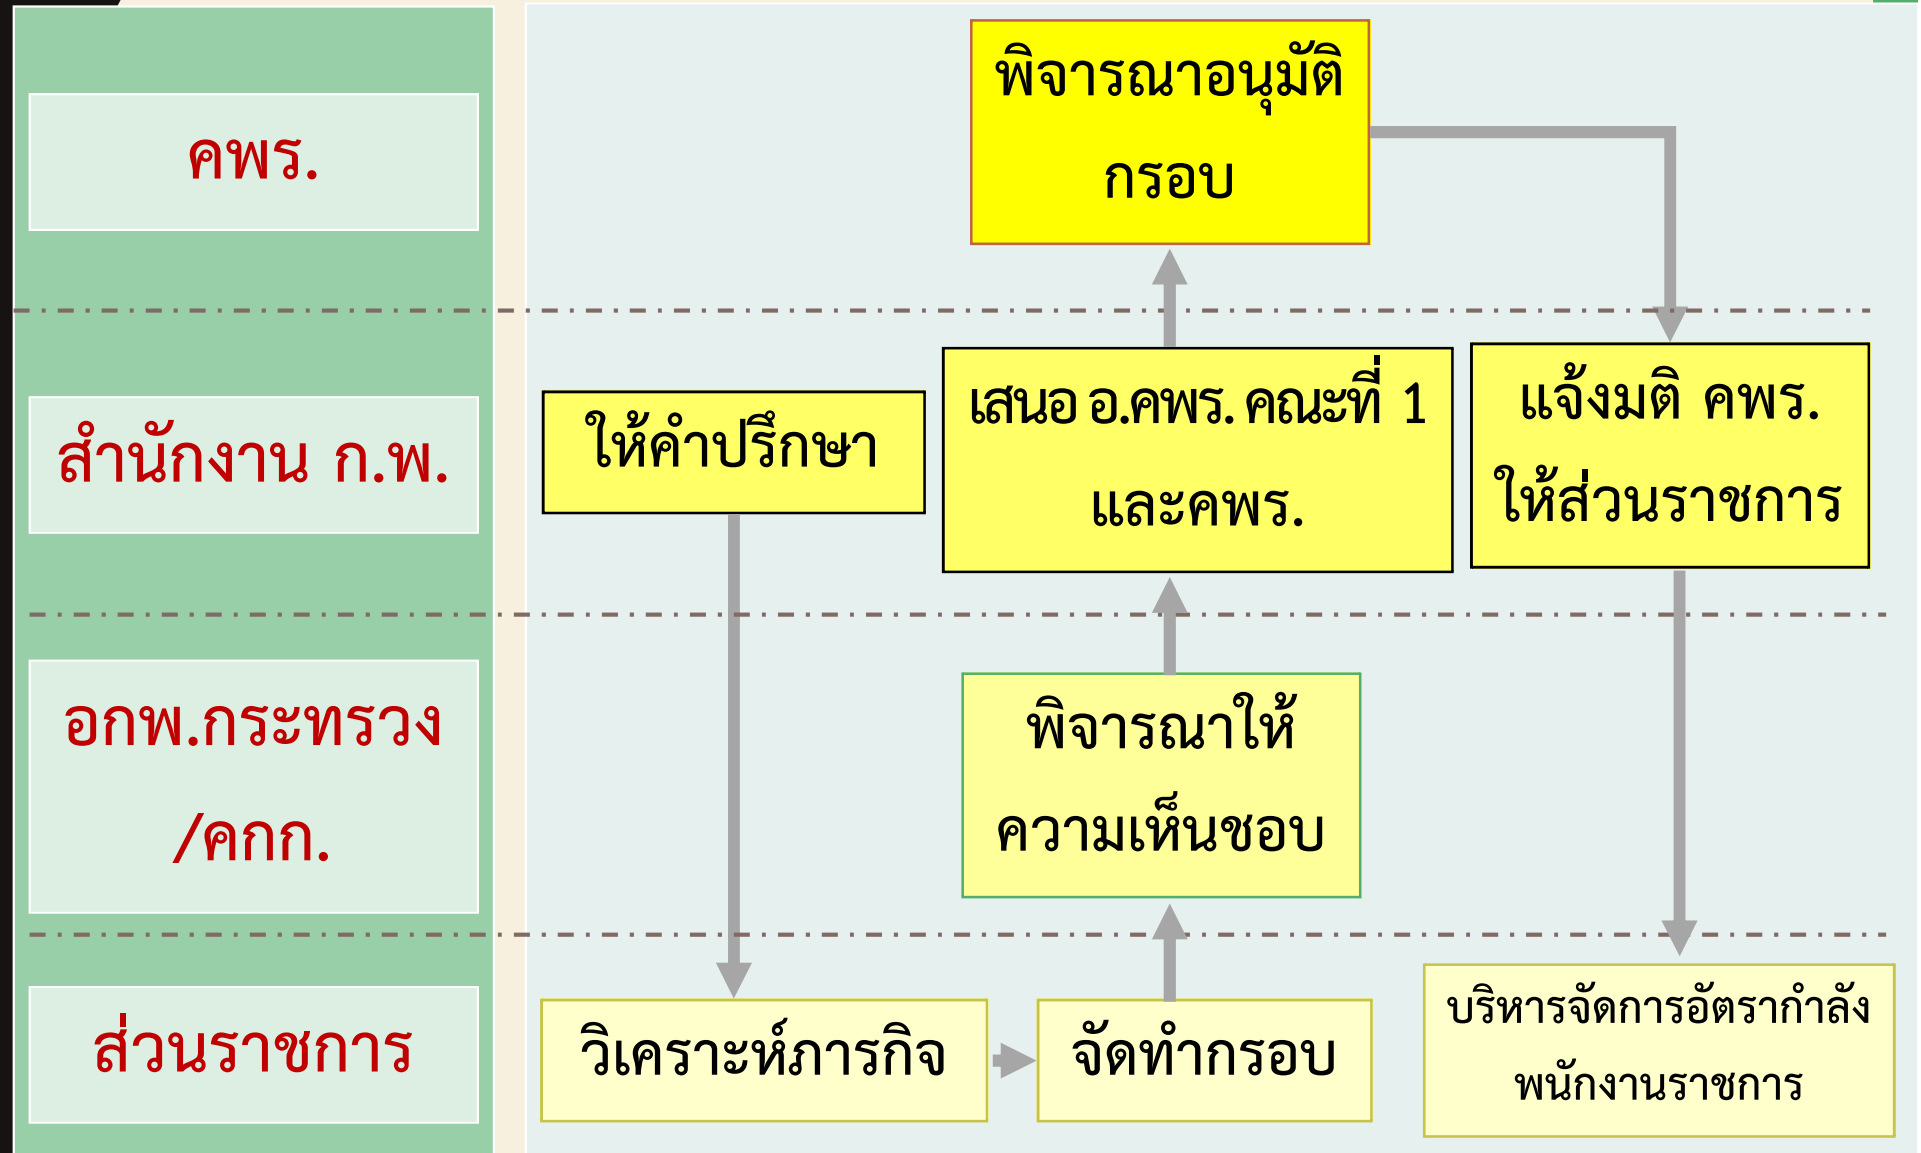 คพร.
พิจารณาอนุมัติ
กรอบ
สำนักงาน ก.พ.
ให้คำปรึกษา
เสนอ อ.คพร. คณะที่ 1
และคพร.
แจ้งมติ คพร.
ให้ส่วนราชการ
อกพ.กระทรวง
/คกก.
พิจารณาให้
ความเห็นชอบ
ส่วนราชการ
วิเคราะห์ภารกิจ
จัดทำกรอบ
บริหารจัดการอัตรากำลัง
พนักงานราชการ